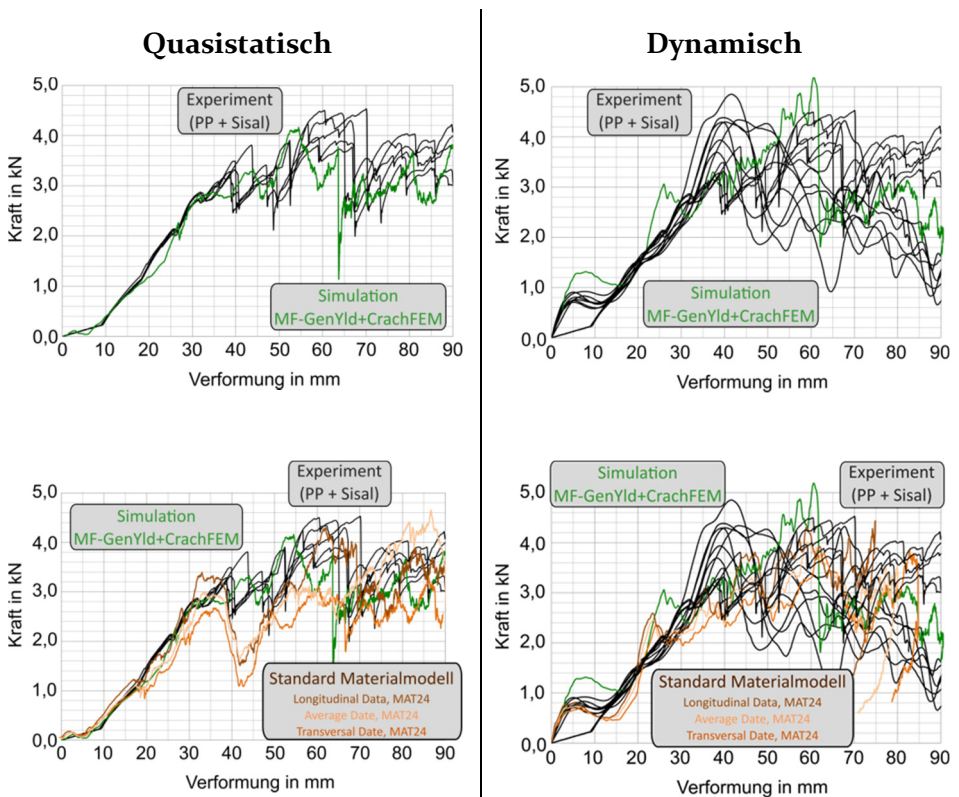 Quasistatisch
Dynamisch
5,0
4,0
3,0
2,0
1,0
0,0
Kraft in kN
Experiment
(PP + Sisal)
Simulation
MF-GenYld+CrachFEM
0 10 20 30 40 50 60 70 80 90
Verformung in mm
5,0
4,0
3,0
2,0
1,0
0,0
Kraft in kN
Experiment
(PP + Sisal)
Simulation
MF-GenYld+CrachFEM
0 10 20 30 40 50 60 70 80 90
Verformung in mm
5,0
4,0
3,0
2,0
1,0
0,0
Kraft in kN
Experiment
(PP + Sisal)
Simulation
MF-GenYld+CrachFEM
Standard Materialmodell
Longitudinal Data, MAT24
Average Date, MAT24
Transversal Date, MAT24
0 10 20 30 40 50 60 70 80 90
Verformung in mm
5,0
4,0
3,0
2,0
1,0
0,0
Kraft in kN
Simulation
MF-GenYld+CrachFEM
Experiment
(PP + Sisal)
Standard Materialmodell
Longitudinal Data, MAT24
Average Date, MAT24
Transversal Date, MAT24
0 10 20 30 40 50 60 70 80 90
Verformung in mm